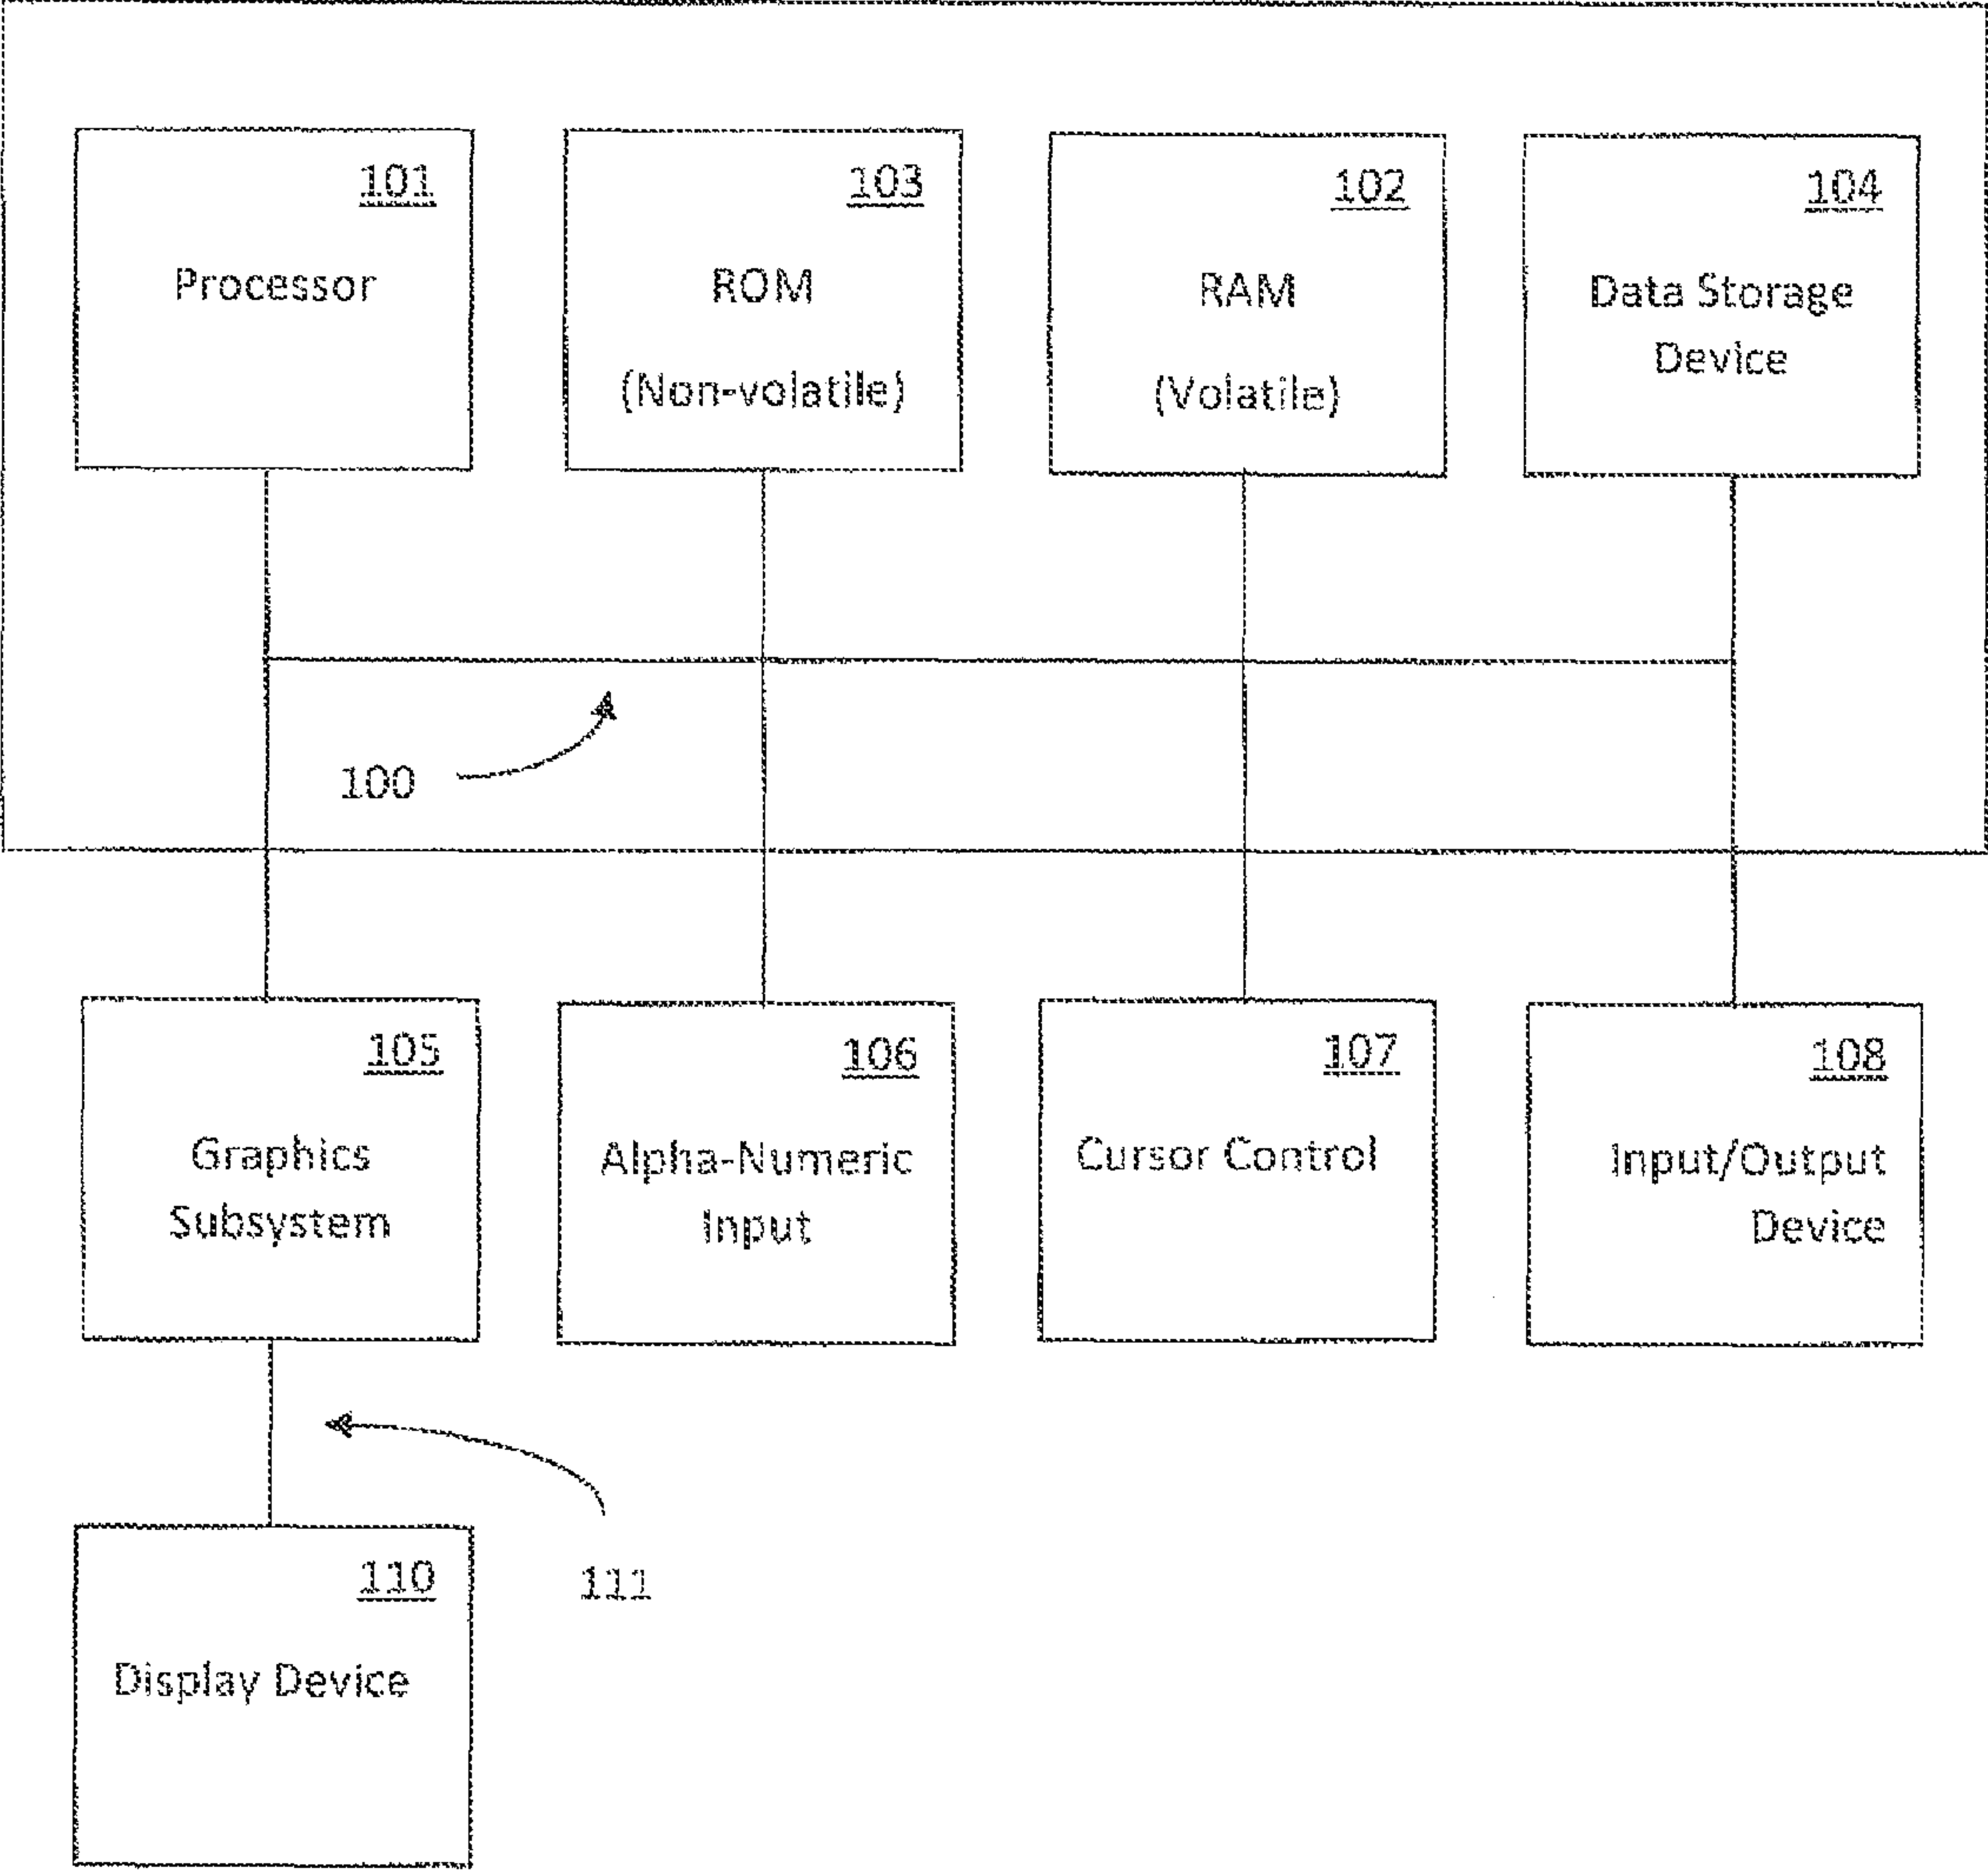 101
Processor
103
ROM
(Non-volatile)
102
RAM
(Volatile)
104
Data Storage
Device
100
105
Graphics
Subsystem
106
Alpha-Numeric
Input
107
Cursor Control
108
Input/Output
Device
111
110
Display Device